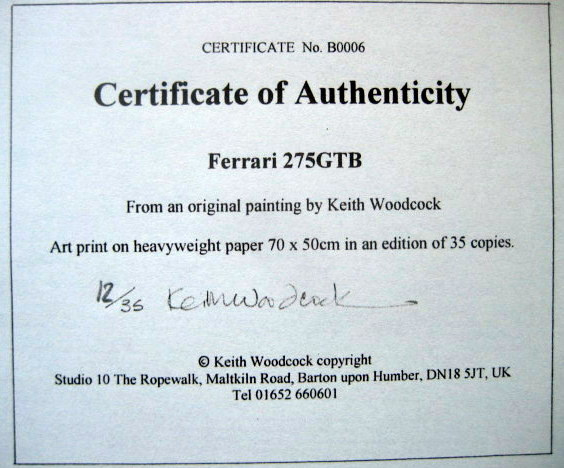 CERTIFICATE No. B0006
Certificate of Authenticity
Ferrari 275GTB
From an original painting by Keith Woodcock
Art print on heavyweight paper 70 x 50cm in an edition of 35 copies.
12/35 Keith Woodcock
© Keith Woodcock copyright
Studio 10 The Ropewalk, Maltkiln Road, Barton upon Humber, DN18 5JT, UK
Tel 01652 660601